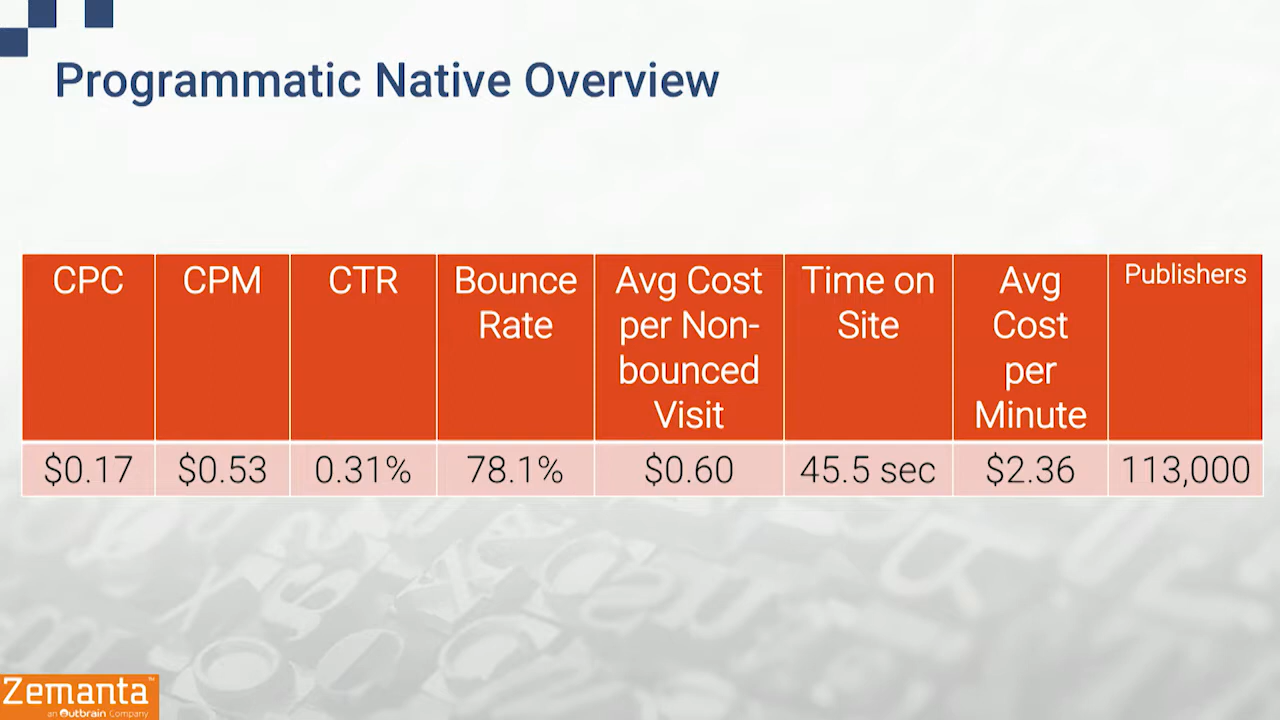 Programmatic Native Overview
CPC
CPM
CTR
Bounce
Rate
Avg Cost
per Non-
bounced
Visit
Time on
Site
Avg
Cost
per
Minute
Publishers
$0.17
$0.53
0.31%
78.1%
$0.60
45.5 sec
$2.36
113,000
Zemanta™
an Outbrain Company